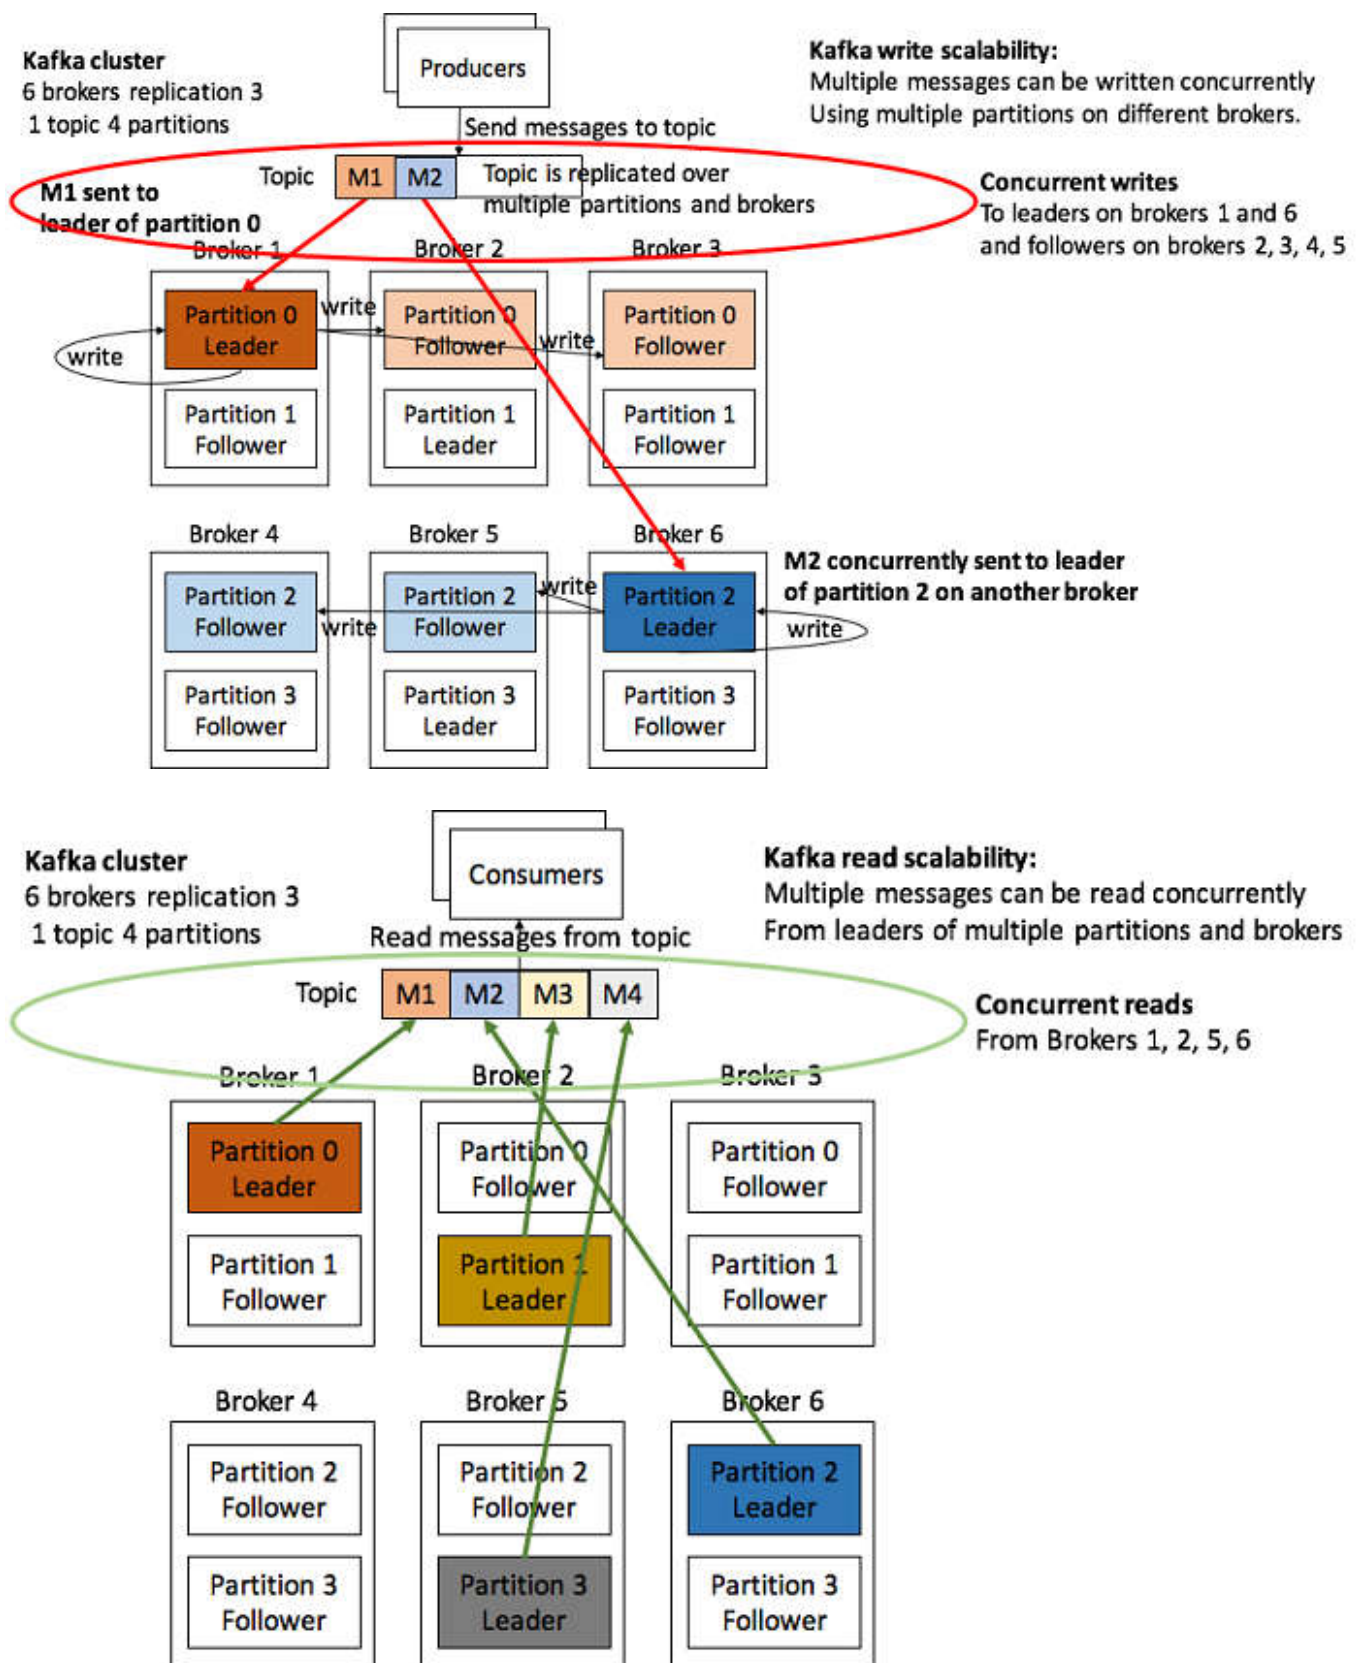 Kafka cluster
6 brokers replication 3
1 topic 4 partitions
Producers
Kafka write scalability:
Multiple messages can be written concurrently
Using multiple partitions on different brokers.
Send messages to topic
Topic
M1
M2
Topic is replicated over
multiple partitions and brokers
M1 sent to
leader of partition 0
Concurrent writes
To leaders on brokers 1 and 6
and followers on brokers 2, 3, 4, 5
Broker 1
Broker 2
Broker 3
Partition 0
Leader
write
write
write
Partition 0
Follower
Partition 0
Follower
Partition 1
Follower
Partition 1
Leader
Partition 1
Follower
Broker 4
Broker 5
Broker 6
Partition 2
Follower
write
Partition 2
Follower
write
Partition 2
Leader
write
M2 concurrently sent to leader
of partition 2 on another broker
Partition 3
Follower
Partition 3
Leader
Partition 3
Follower
Kafka cluster
6 brokers replication 3
1 topic 4 partitions
Consumers
Kafka read scalability:
Multiple messages can be read concurrently
From leaders of multiple partitions and brokers
Read messages from topic
Topic
M1
M2
M3
M4
Concurrent reads
From Brokers 1, 2, 5, 6
Broker 1
Broker 2
Broker 3
Partition 0
Leader
Partition 0
Follower
Partition 0
Follower
Partition 1
Follower
Partition 1
Leader
Partition 1
Follower
Broker 4
Broker 5
Broker 6
Partition 2
Follower
Partition 2
Follower
Partition 2
Leader
Partition 3
Follower
Partition 3
Leader
Partition 3
Follower